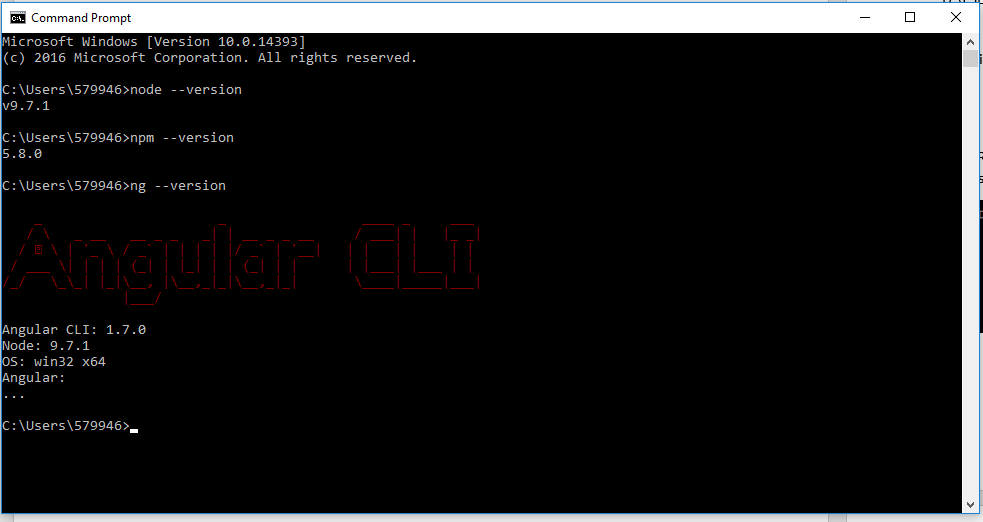 Command Prompt
Microsoft Windows [Version 10.0.14393]
(c) 2016 Microsoft Corporation. All rights reserved.
C:\Users\579946>node --version
v9.7.1
C:\Users\579946>npm --version
5.8.0
C:\Users\579946>ng --version
Angular CLI
Angular CLI: 1.7.0
Node: 9.7.1
OS: win32 x64
Angular:
...
C:\Users\579946>